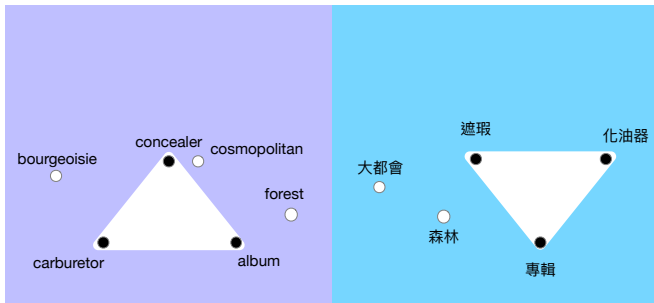 concealer
cosmopolitan
bourgeoisie
forest
carburetor
album
遮瑕
化油器
大都會
森林
專輯